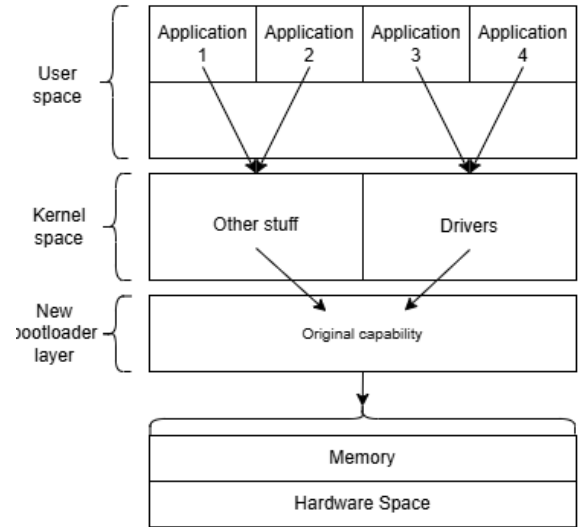 Application
1
Application
2
Application
3
Application
4
User
space
Kernel
space
Other stuff
Drivers
New
bootloader
layer
Original capability
Memory
Hardware Space